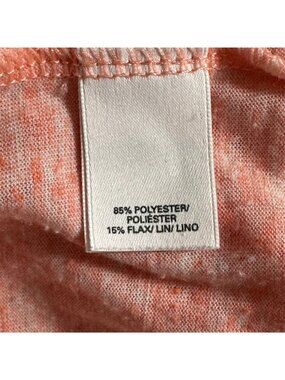 85% POLYESTER/
POLIÉSTER
15% FLAX/ LIN/ LINO